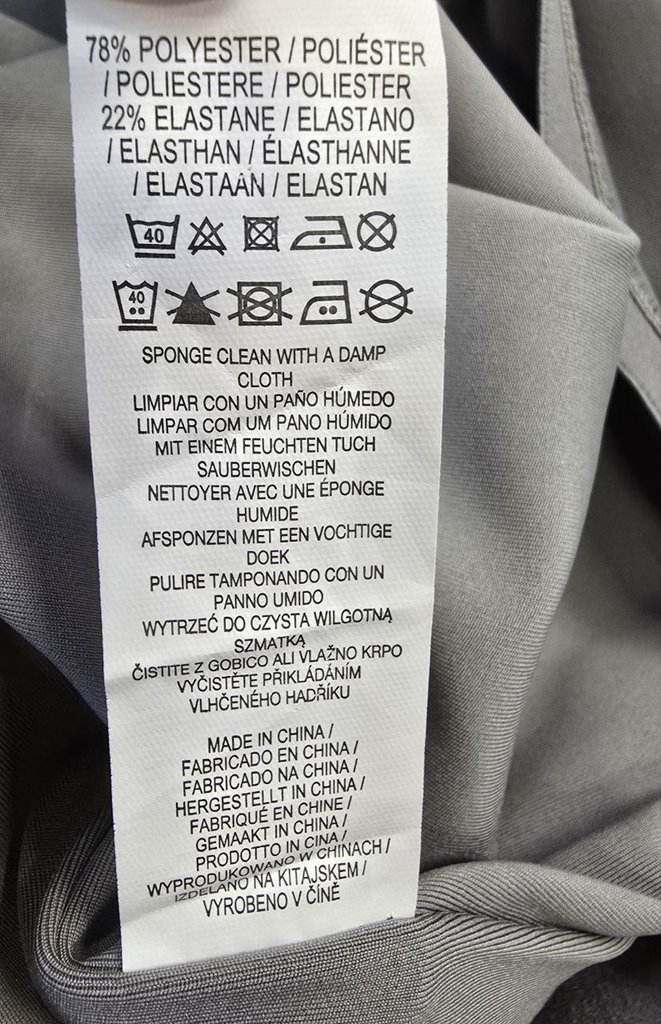 78% POLYESTER / POLIÉSTER
/ POLIESTERE / POLIESTER
22% ELASTANE / ELASTANO
/ ELASTHAN / ÉLASTHANNE
/ ELASTAAN / ELASTAN
40
40
SPONGE CLEAN WITH A DAMP
CLOTH
LIMPIAR CON UN PAÑO HÚMEDO
LIMPAR COM UM PANO HÚMIDO
MIT EINEM FEUCHTEN TUCH
SAUBERWISCHEN
NETTOYER AVEC UNE ÉPONGE
HUMIDE
AFSPONZEN MET EEN VOCHTIGE
DOEK
PULIRE TAMPONANDO CON UN
PANNO UMIDO
WYTRZEĆ DO CZYSTA WILGOTNĄ
SZMATKĄ
ČISTITE Z GOBICO ALI VLAŽNO KRPO
VYČISTĚTE PŘIKLÁDÁNÍM
VLHČENÉHO HADŘÍKU
MADE IN CHINA /
FABRICADO EN CHINA /
FABRICADO NA CHINA /
HERGESTELLT IN CHINA /
FABRIQUÉ EN CHINE /
GEMAAKT IN CHINA /
PRODOTTO IN CINA /
WYPRODUKOWANO W CHINACH /
IZDELANO NA KITAJSKEM /
VYROBENO V ČÍNĚ